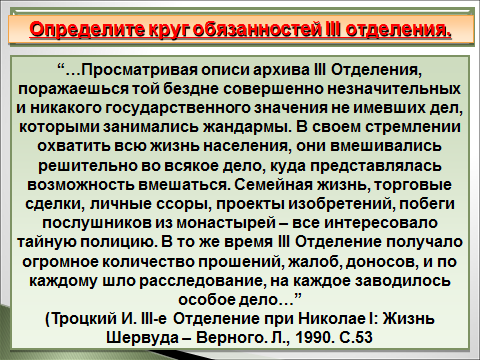 Определите круг обязанностей III отделения.
“…Просматривая описи архива III Отделения,
поражаешься той бездне совершенно незначительных
и никакого государственного значения не имевших дел,
которыми занимались жандармы. В своем стремлении
охватить всю жизнь населения, они вмешивались
решительно во всякое дело, куда представлялась
возможность вмешаться. Семейная жизнь, торговые
сделки, личные ссоры, проекты изобретений, побеги
послушников из монастырей – все интересовало
тайную полицию. В то же время III Отделение получало
огромное количество прошений, жалоб, доносов, и по
каждому шло расследование, на каждое заводилось
особое дело…”
(Троцкий И. III-е Отделение при Николае I: Жизнь
Шервуда – Верного. Л., 1990. С.53